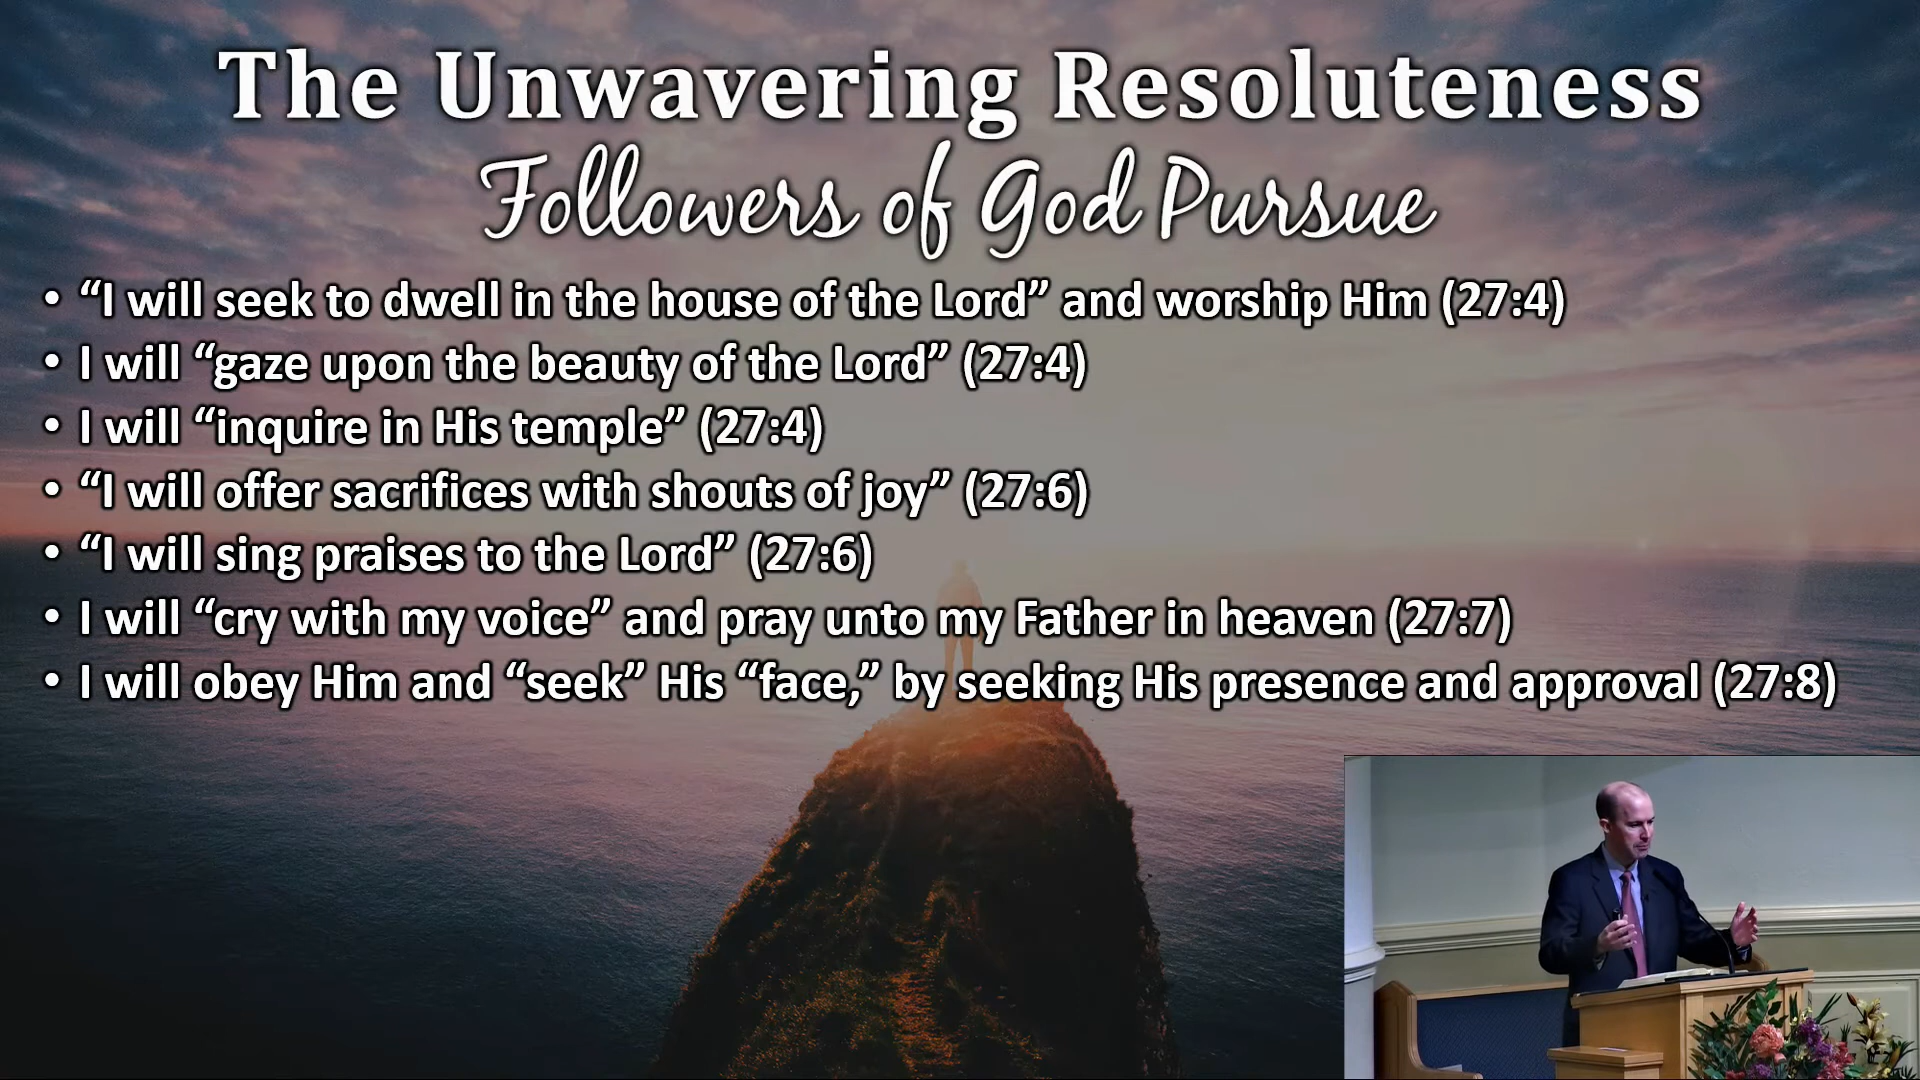 The Unwavering Resoluteness
Followers of God Pursue
• “I will seek to dwell in the house of the Lord” and worship Him (27:4)
• I will “gaze upon the beauty of the Lord” (27:4)
• I will “inquire in His temple” (27:4)
• “I will offer sacrifices with shouts of joy” (27:6)
• “I will sing praises to the Lord” (27:6)
• I will “cry with my voice” and pray unto my Father in heaven (27:7)
• I will obey Him and “seek” His “face,” by seeking His presence and approval (27:8)